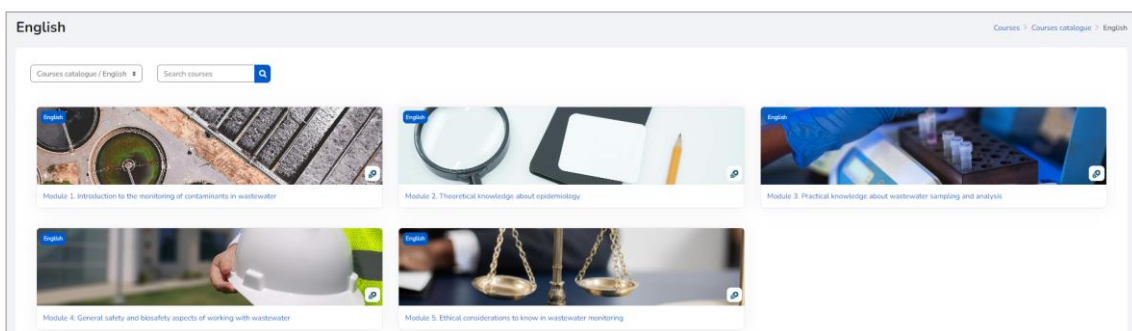 English
Courses > Courses catalogue > English
Courses catalogue / English
Search courses
English
English
English
Module 1. Introduction to the monitoring of contaminants in wastewater
Module 2. Theoretical knowledge about epidemiology
Module 3. Practical knowledge about wastewater sampling and analysis
English
English
Module 4: General safety and biosafety aspects of working with wastewater
Module 5. Ethical considerations to know in wastewater monitoring